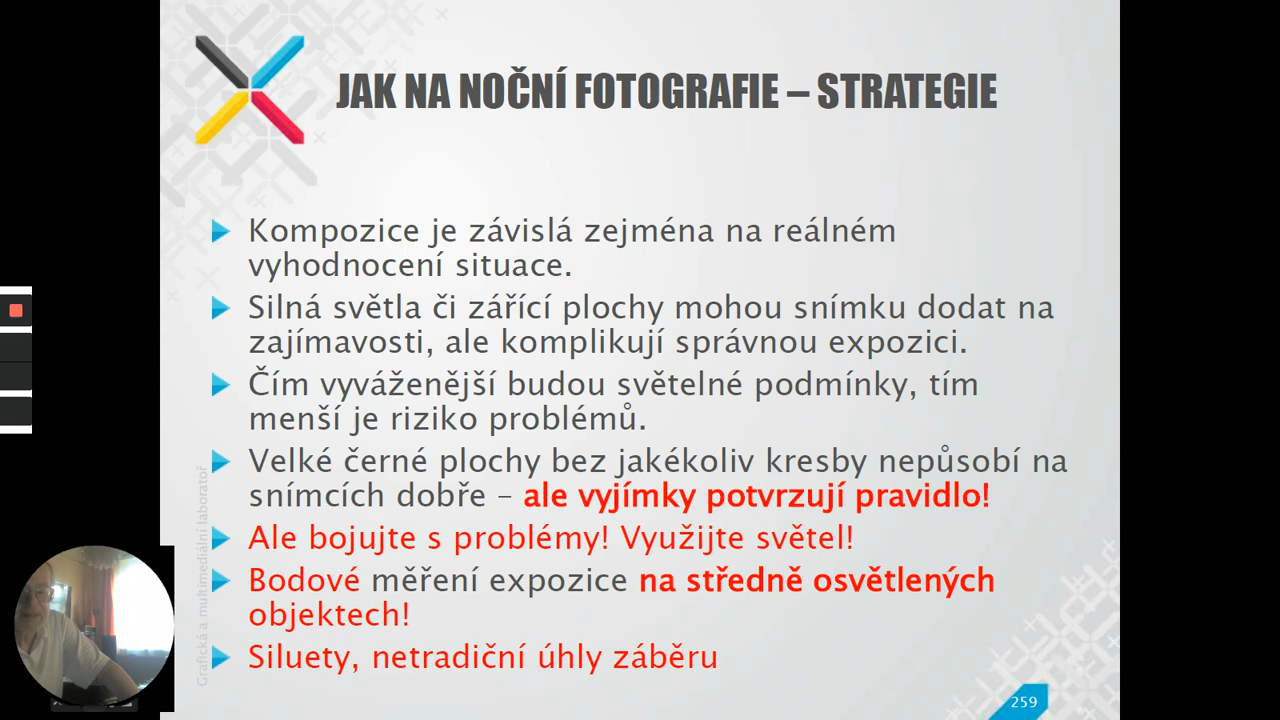 JAK NA NOČNÍ FOTOGRAFIE – STRATEGIE
Kompozice je závislá zejména na reálném
vyhodnocení situace.
Silná světla či zářící plochy mohou snímku dodat na
zajímavosti, ale komplikují správnou expozici.
Čím vyváženější budou světelné podmínky, tím
menší je riziko problémů.
Velké černé plochy bez jakékoliv kresby nepůsobí na
snímcích dobře – ale vyjímky potvrzují pravidlo!
Ale bojujte s problémy! Využijte světel!
Bodové měření expozice na středně osvětlených
objektech!
Siluety, netradiční úhly záběru
Grafická a multimediální laboratoř
259